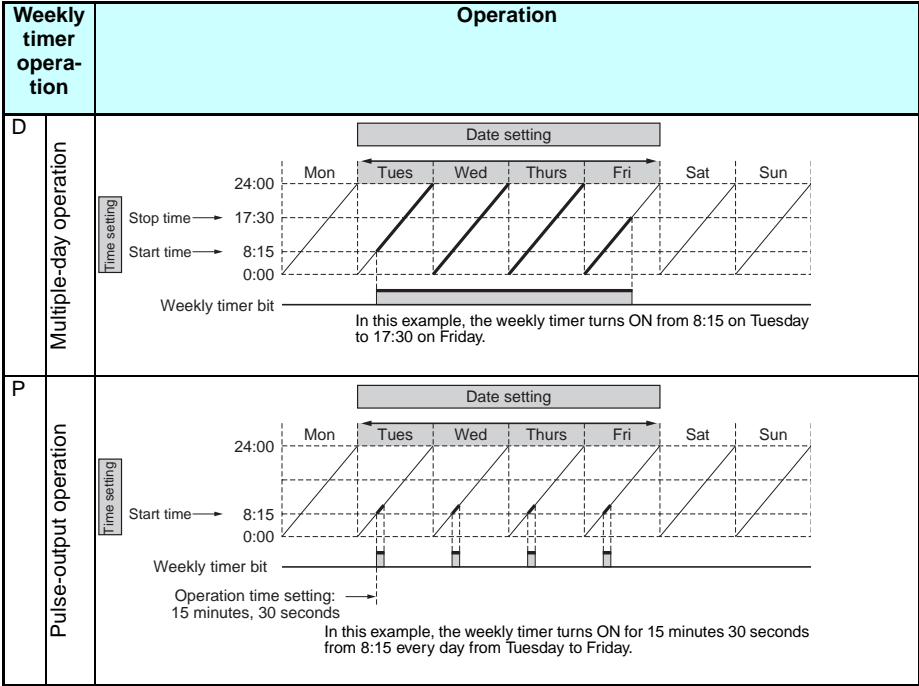 Weekly
timer
opera-
tion
Operation
D
Multiple-day operation
Date setting
Mon Tues Wed Thurs Fri Sat Sun
Time setting
24:00
Stop time 17:30
Start time 8:15
0:00
Weekly timer bit
In this example, the weekly timer turns ON from 8:15 on Tuesday
to 17:30 on Friday.
P
Pulse-output operation
Date setting
Mon Tues Wed Thurs Fri Sat Sun
Time setting
24:00
Start time 8:15
0:00
Weekly timer bit
Operation time setting:
15 minutes, 30 seconds
In this example, the weekly timer turns ON for 15 minutes 30 seconds
from 8:15 every day from Tuesday to Friday.